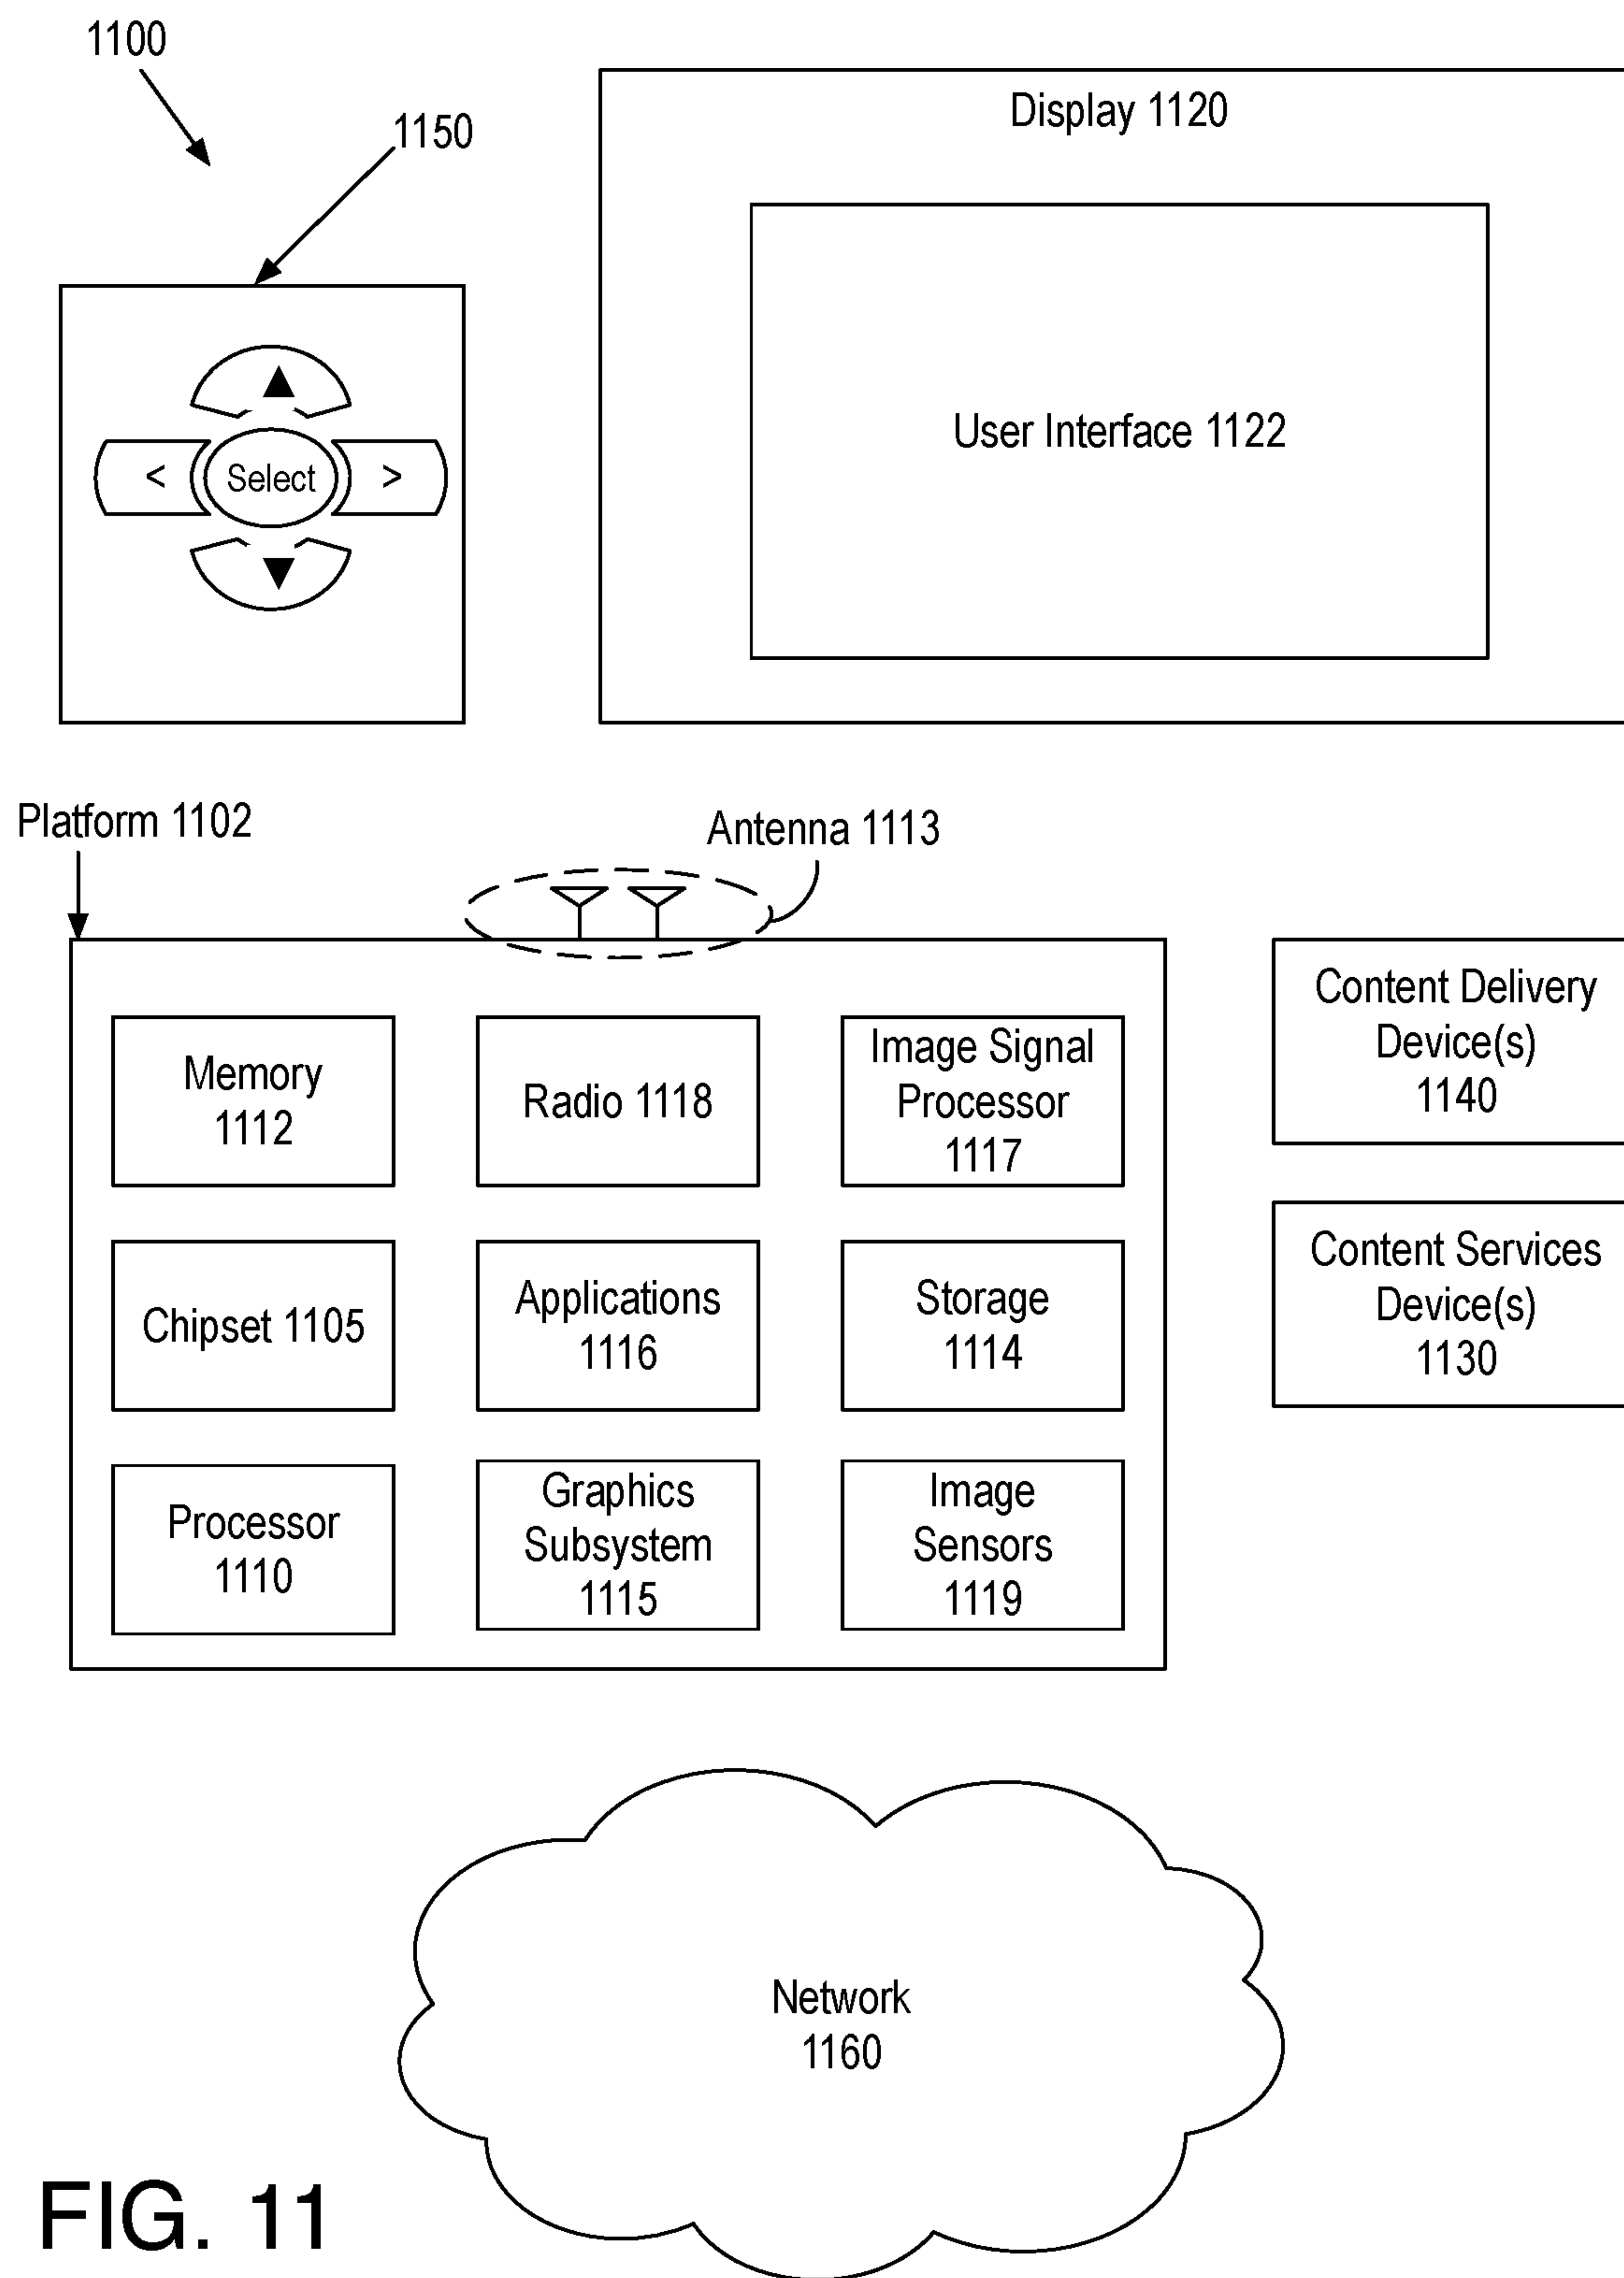 1100
1150
Display 1120
User Interface 1122
<
Select
>
Platform 1102
Antenna 1113
Memory
1112
Radio 1118
Image Signal
Processor
1117
Content Delivery
Device(s)
1140
Chipset 1105
Applications
1116
Storage
1114
Content Services
Device(s)
1130
Processor
1110
Graphics
Subsystem
1115
Image
Sensors
1119
Network
1160
FIG. 11